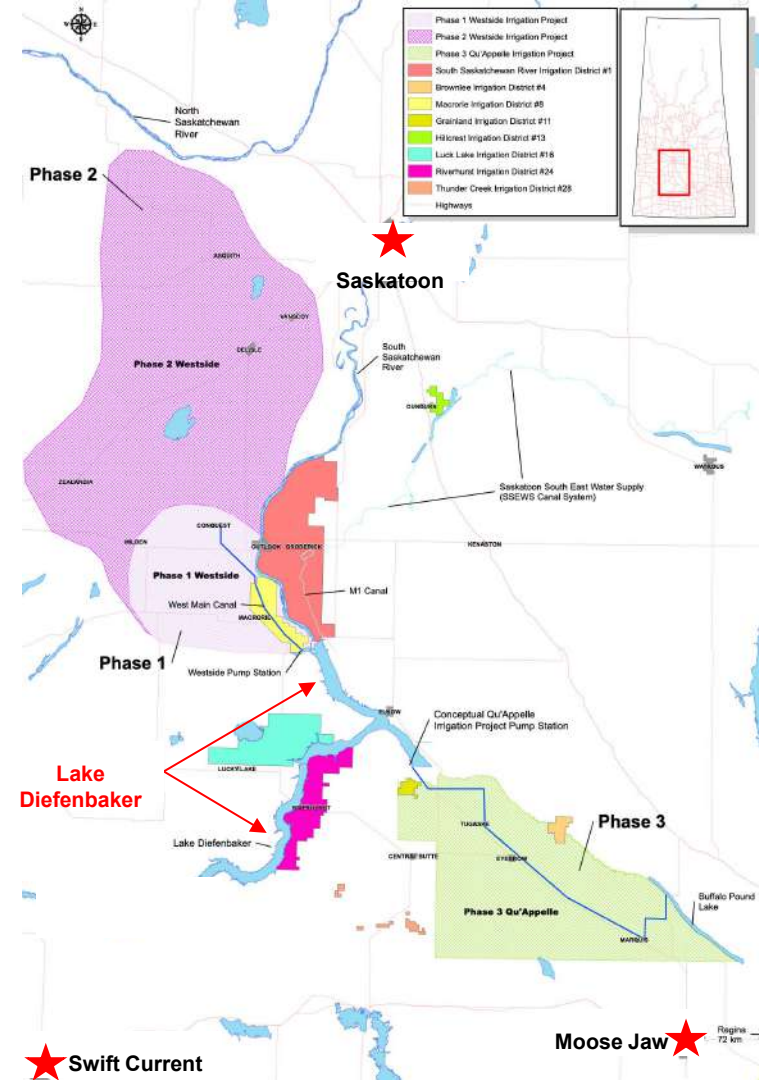 Phase 1 Westside Irrigation Project
Phase 2 Westside Irrigation Project
Phase 3 Qu'Appelle Irrigation Project
South Saskatchewan River Irrigation District #1
Brownlee Irrigation District #4
Macrorie Irrigation District #8
Grainland Irrigation District #11
Hillcrest Irrigation District #13
Luck Lake Irrigation District #16
Riverhurst Irrigation District #24
Thunder Creek Irrigation District #28
Highways
N
W
E
S
North
Saskatchewan
River
Phase 2
Saskatoon
ASQUITH
VANSCOY
DELISLE
Phase 2 Westside
South
Saskatchewan
River
DUNDURN
WATROUS
Saskatoon South East Water Supply
(SSEWS Canal System)
ZEALANDIA
CONQUEST
MILDEN
OUTLOOK
BRODERICK
KENASTON
Phase 1 Westside
M1 Canal
West Main Canal
MACRORIE
Phase 1
Westside Pump Station
ELBOW
Conceptual Qu'Appelle
Irrigation Project Pump Station
LUCKY LAKE
Lake
Diefenbaker
RIVERHURST
Lake Diefenbaker
TUGASKE
Phase 3
CENTRAL BUTTE
EYEBROW
Buffalo Pound
Lake
Phase 3 Qu'Appelle
MARQUIS
Moose Jaw
Regina
72 km
Swift Current